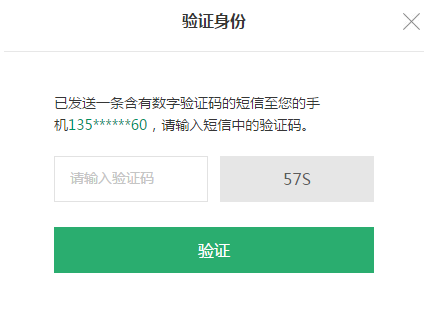 验证身份
已发送一条含有数字验证码的短信至您的手
机135******60，请输入短信中的验证码。
请输入验证码
57S
验证